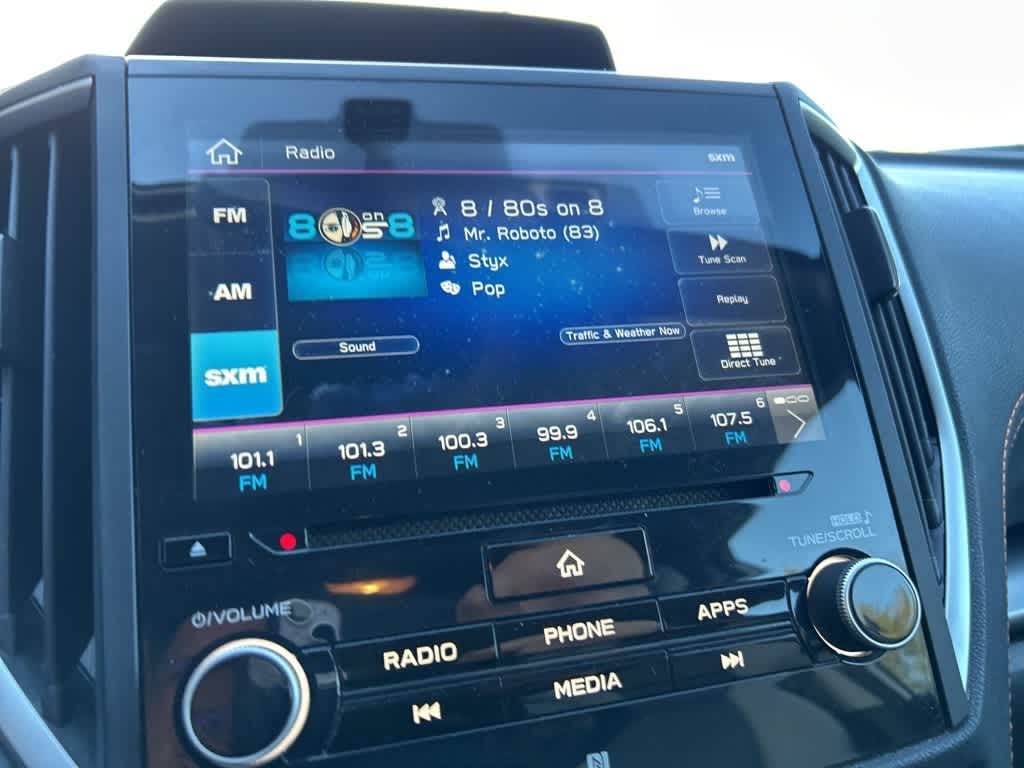 Radio
sxm
FM
AM
sxm
80s on 8
8 / 80s on 8
Mr. Roboto (83)
Styx
Pop
Browse
Tune Scan
Replay
Direct Tune
Sound
Traffic & Weather Now
1
101.1
FM
2
101.3
FM
3
100.3
FM
4
99.9
FM
5
106.1
FM
6
107.5
FM
HOLD
TUNE/SCROLL
/VOLUME
RADIO
PHONE
APPS
MEDIA